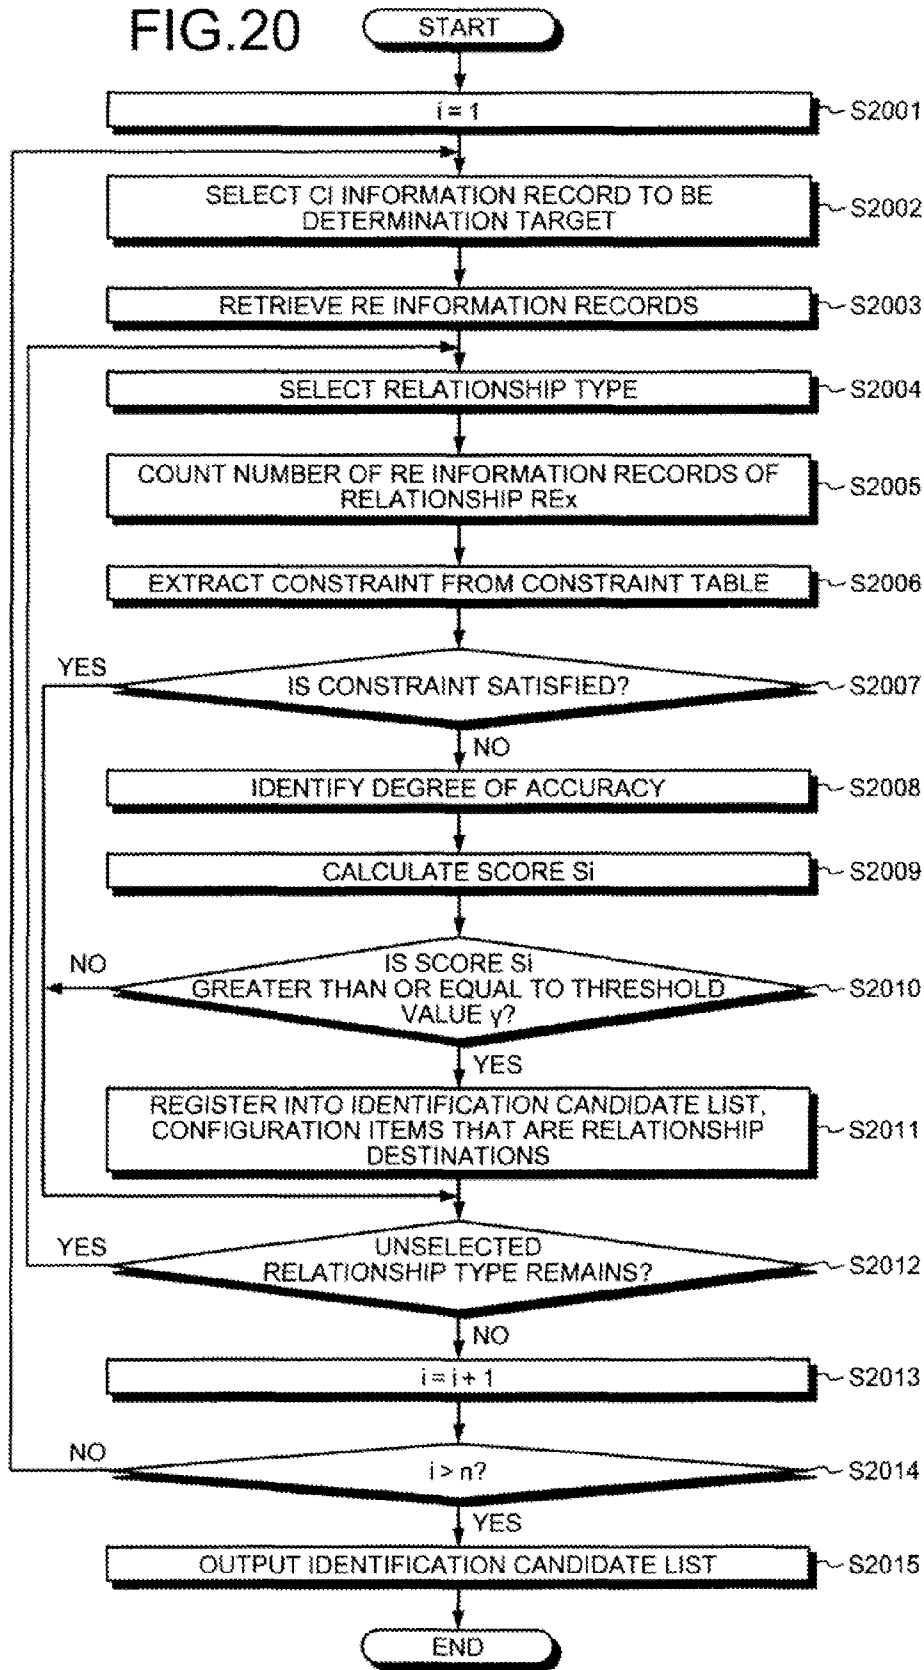 FIG.20
START
i = 1
S2001
SELECT CI INFORMATION RECORD TO BE
DETERMINATION TARGET
S2002
RETRIEVE RE INFORMATION RECORDS
S2003
SELECT RELATIONSHIP TYPE
S2004
COUNT NUMBER OF RE INFORMATION RECORDS OF
RELATIONSHIP REx
S2005
EXTRACT CONSTRAINT FROM CONSTRAINT TABLE
S2006
YES
IS CONSTRAINT SATISFIED?
S2007
NO
IDENTIFY DEGREE OF ACCURACY
S2008
CALCULATE SCORE Si
S2009
NO
IS SCORE Si
GREATER THAN OR EQUAL TO THRESHOLD
VALUE γ?
S2010
YES
REGISTER INTO IDENTIFICATION CANDIDATE LIST,
CONFIGURATION ITEMS THAT ARE RELATIONSHIP
DESTINATIONS
S2011
YES
UNSELECTED
RELATIONSHIP TYPE REMAINS?
S2012
NO
i = i + 1
S2013
NO
i > n?
S2014
YES
OUTPUT IDENTIFICATION CANDIDATE LIST
S2015
END